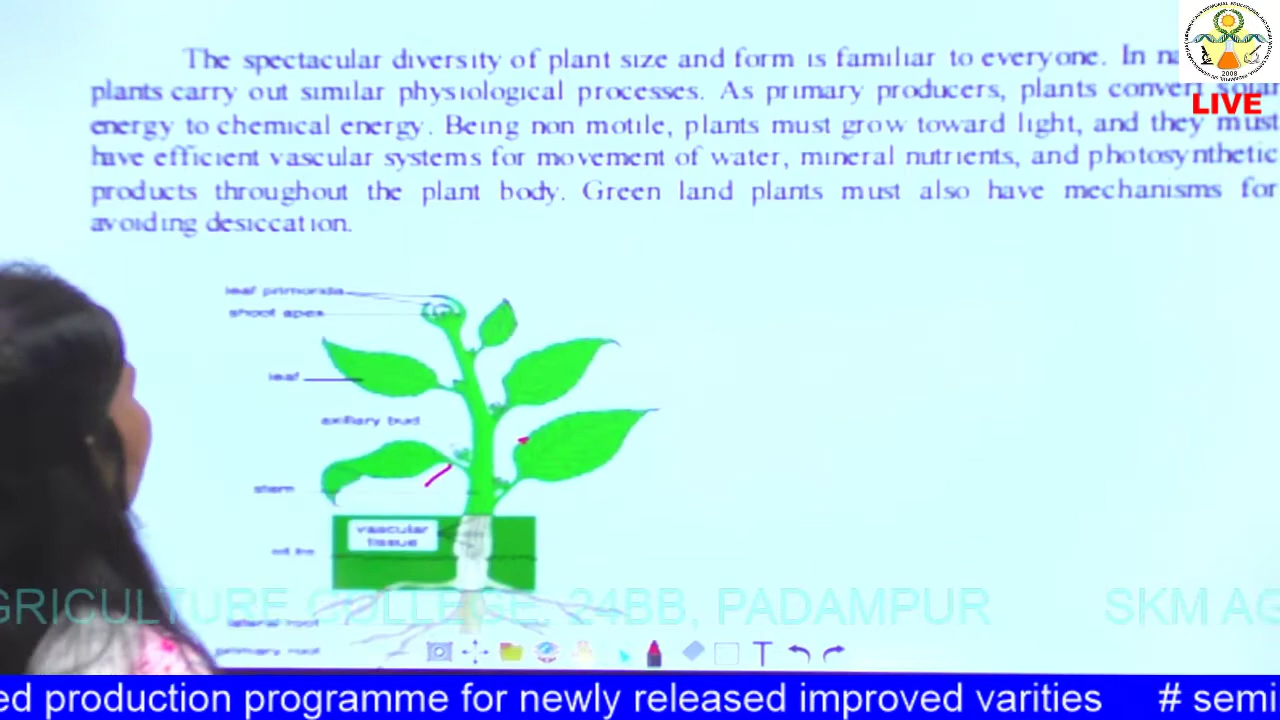 The spectacular diversity of plant size and form is familiar to everyone. In
plants carry out similar physiological processes. As primary producers, plants convert solar
LIVE
energy to chemical energy. Being non motile, plants must grow toward light, and they must
have efficient vascular systems for movement of water, mineral nutrients, and photosynthetic
products throughout the plant body. Green land plants must also have mechanisms for
avoiding desiccation.
leaf primordia
shoot apex
leaf
axillary bud
stem
vascular
tissue
lateral root
primary root
GRICULTURE COLLEGE, 24BB, PADAMPUR SKM AG
T
ed production programme for newly released improved varities # semi
2008